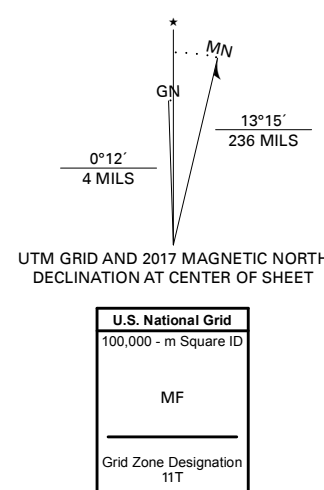 ★
MN
GN
13°15´
236 MILS
0°12´
4 MILS
UTM GRID AND 2017 MAGNETIC NORTH
DECLINATION AT CENTER OF SHEET
U.S. National Grid
100,000 - m Square ID
MF
Grid Zone Designation
11T